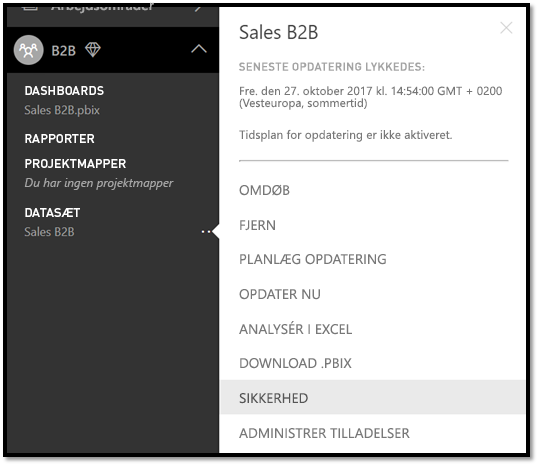 Arbejdsområder
B2B
DASHBOARDS
Sales B2B.pbix
RAPPORTER
PROJEKTMAPPER
Du har ingen projektmapper
DATASÆT
Sales B2B
Sales B2B
SENESTE OPDATERING LYKKEDES:
Fre. den 27. oktober 2017 kl. 14:54:00 GMT + 0200
(Vesteuropa, sommertid)
Tidsplan for opdatering er ikke aktiveret.
OMDØB
FJERN
PLANLÆG OPDATERING
OPDATER NU
ANALYSÉR I EXCEL
DOWNLOAD .PBIX
SIKKERHED
ADMINISTRER TILLADELSER